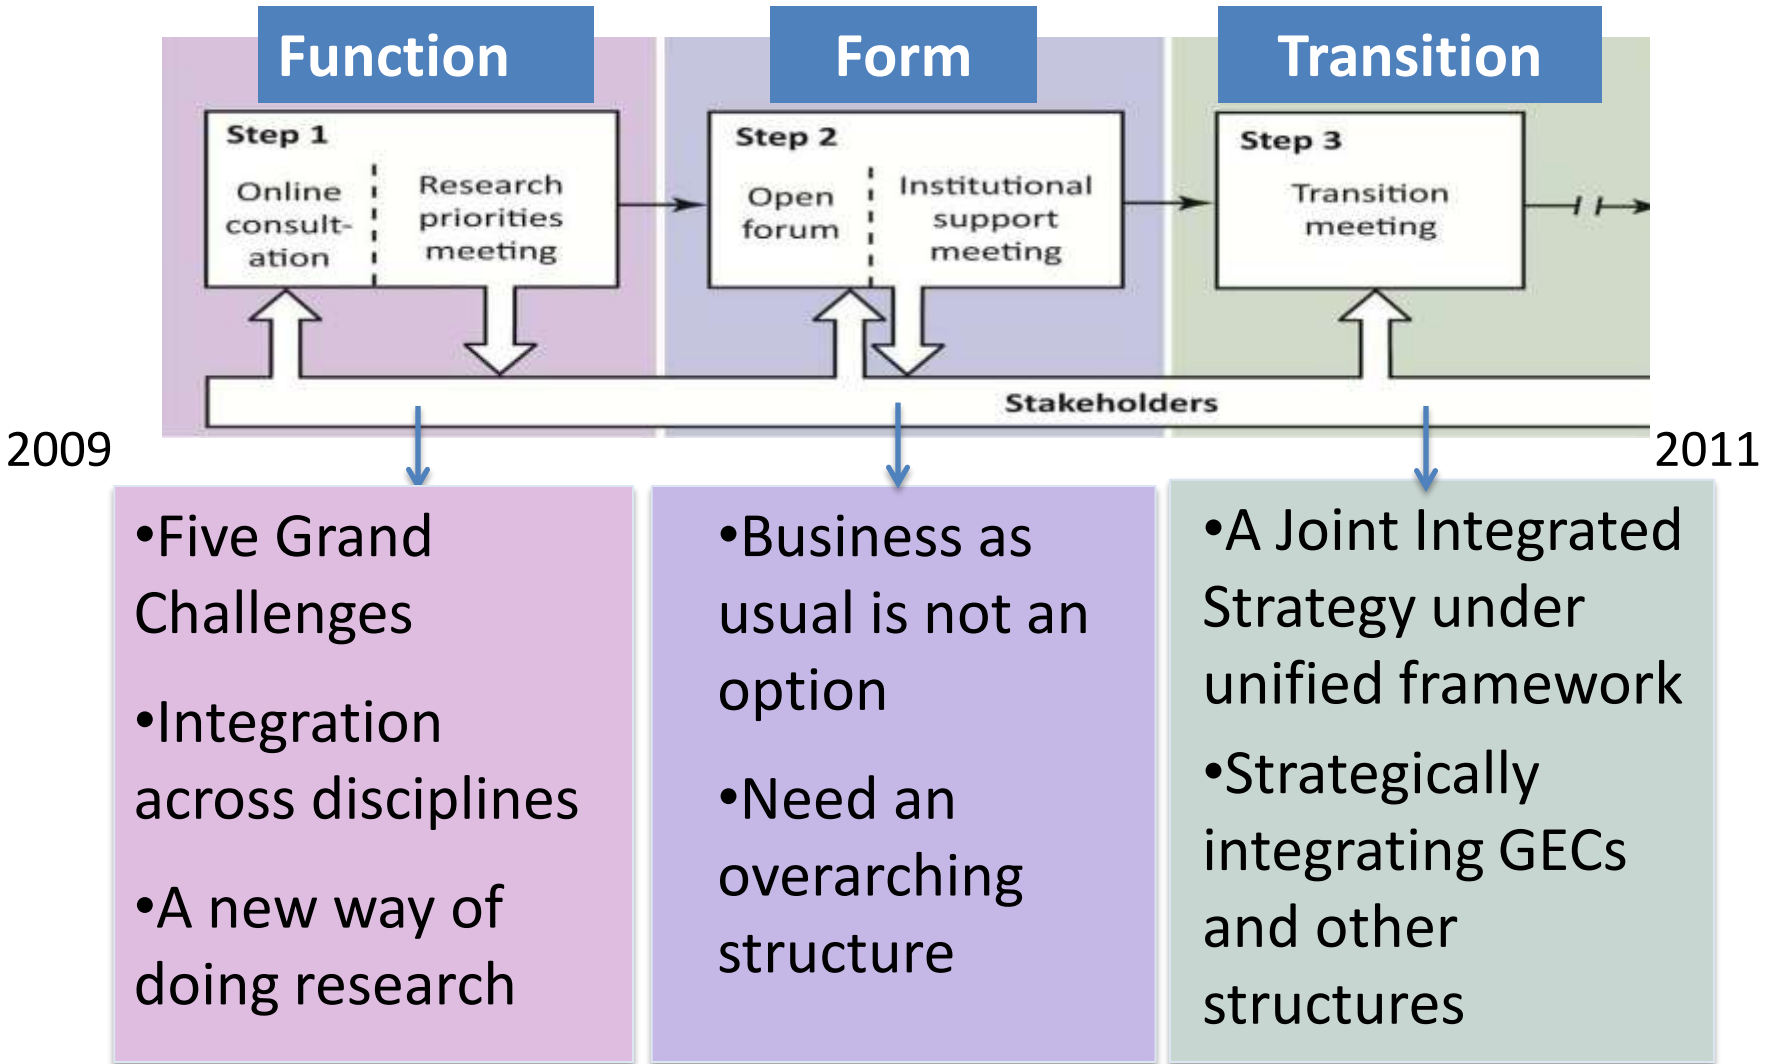 Function
Form
Transition
Step 1
Online
consult-
ation
Research
priorities
meeting
Step 2
Open
forum
Institutional
support
meeting
Step 3
Transition
meeting
Stakeholders
2009
2011
•Five Grand
Challenges
•Integration
across disciplines
•A new way of
doing research
•Business as
usual is not an
option
•Need an
overarching
structure
•A Joint Integrated
Strategy under
unified framework
•Strategically
integrating GECs
and other
structures